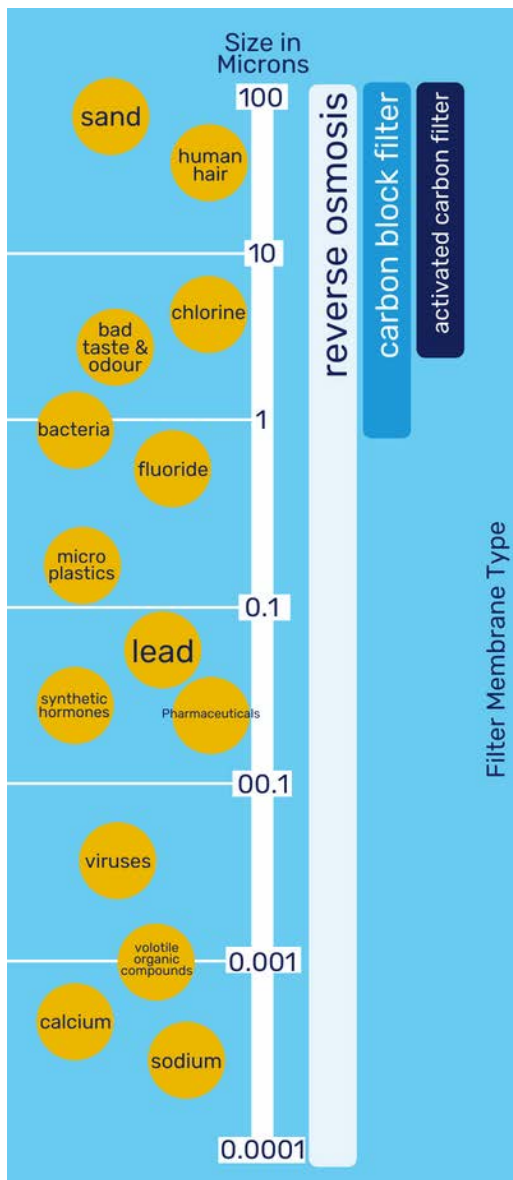 Size in
Microns
100
sand
human
hair
10
chlorine
bad
taste &
odour
bacteria
1
fluoride
micro
plastics
0.1
lead
synthetic
hormones
Pharmaceuticals
00.1
viruses
volotile
organic
compounds
0.001
calcium
sodium
0.0001
reverse osmosis
carbon block filter
activated carbon filter
Filter Membrane Type